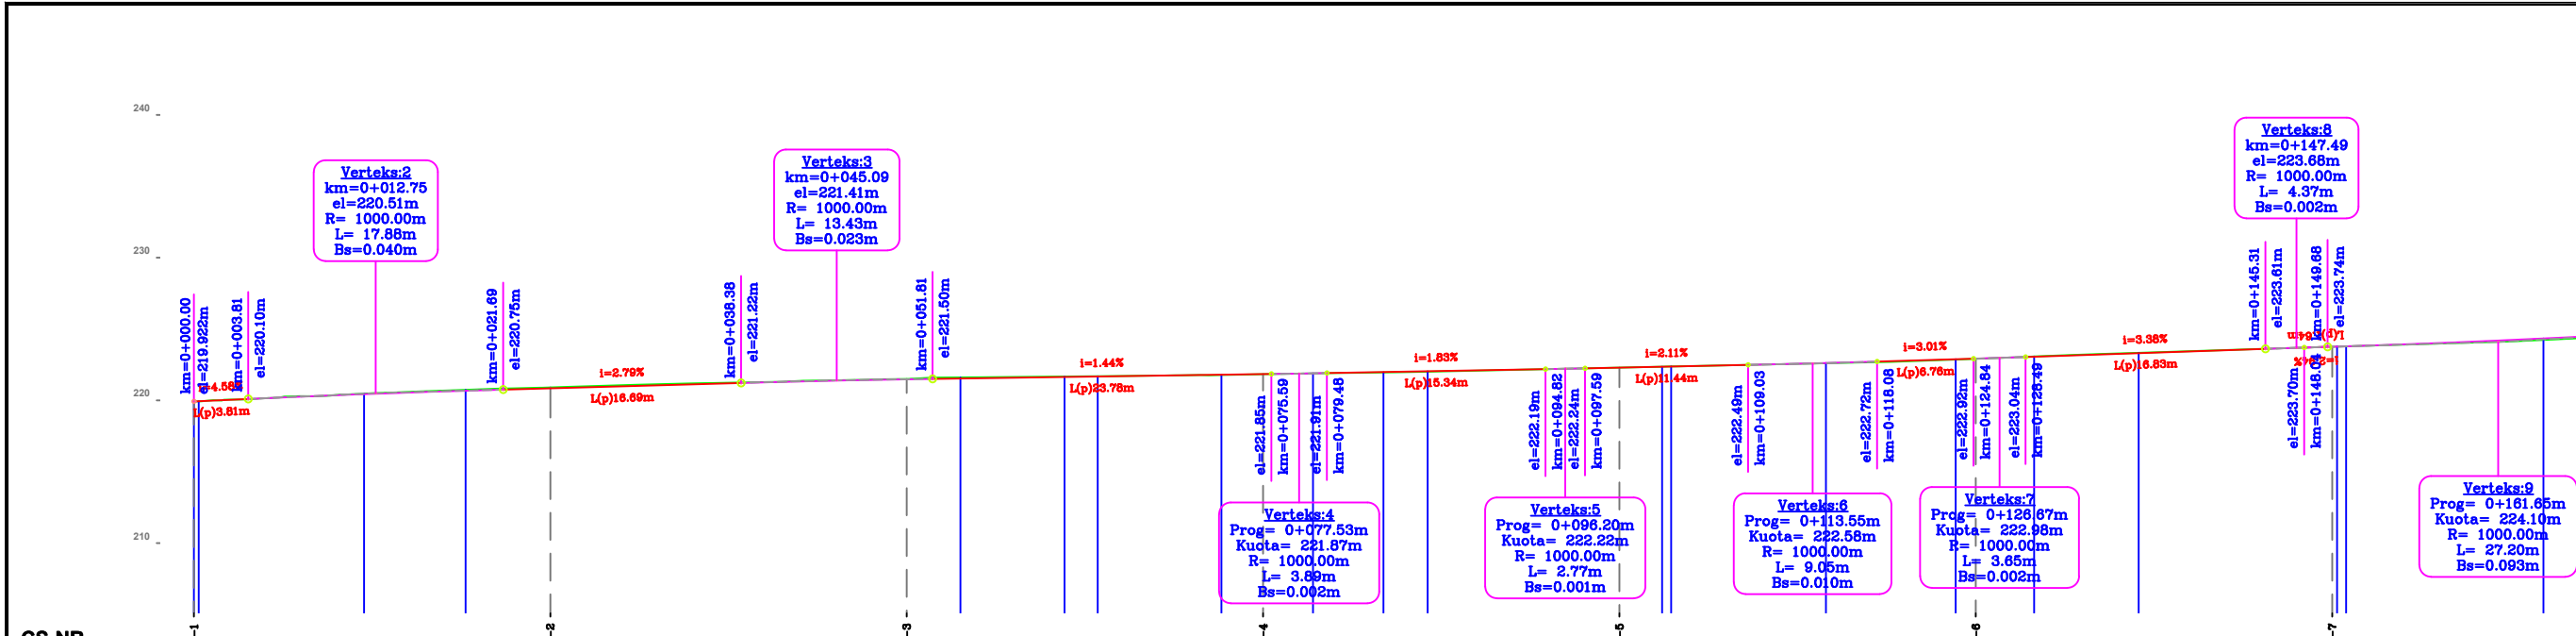 240
230
220
210
km=0+000.00
el=219.922m
km=0+003.81
el=220.10m
L(p)3.81m
Verteks:2
km=0+012.75
el=220.51m
R= 1000.00m
L= 17.88m
Bs=0.040m
km=0+021.69
el=220.75m
i=2.79%
L(p)16.69m
km=0+038.38
el=221.22m
Verteks:3
km=0+045.09
el=221.41m
R= 1000.00m
L= 13.43m
Bs=0.023m
km=0+051.81
el=221.50m
i=1.44%
L(p)23.78m
el=221.85m
km=0+075.59
el=221.91m
km=0+079.48
Verteks:4
Prog= 0+077.53m
Kuota= 221.87m
R= 1000.00m
L= 3.89m
Bs=0.002m
i=1.83%
L(p)15.34m
el=222.19m
km=0+094.82
el=222.24m
km=0+097.59
Verteks:5
Prog= 0+096.20m
Kuota= 222.22m
R= 1000.00m
L= 2.77m
Bs=0.001m
i=2.11%
L(p)11.44m
el=222.49m
km=0+109.03
Verteks:6
Prog= 0+113.55m
Kuota= 222.58m
R= 1000.00m
L= 9.05m
Bs=0.010m
el=222.72m
km=0+118.08
i=3.01%
L(p)6.76m
el=222.92m
km=0+124.84
el=223.04m
km=0+128.49
Verteks:7
Prog= 0+126.67m
Kuota= 222.98m
R= 1000.00m
L= 3.65m
Bs=0.002m
i=3.38%
L(p)16.83m
Verteks:8
km=0+147.49
el=223.68m
R= 1000.00m
L= 4.37m
Bs=0.002m
km=0+145.31
el=223.61m
km=0+149.68
el=223.74m
el=223.70m
km=0+148.04
Verteks:9
Prog= 0+161.65m
Kuota= 224.10m
R= 1000.00m
L= 27.20m
Bs=0.093m
1
2
3
4
5
6
7